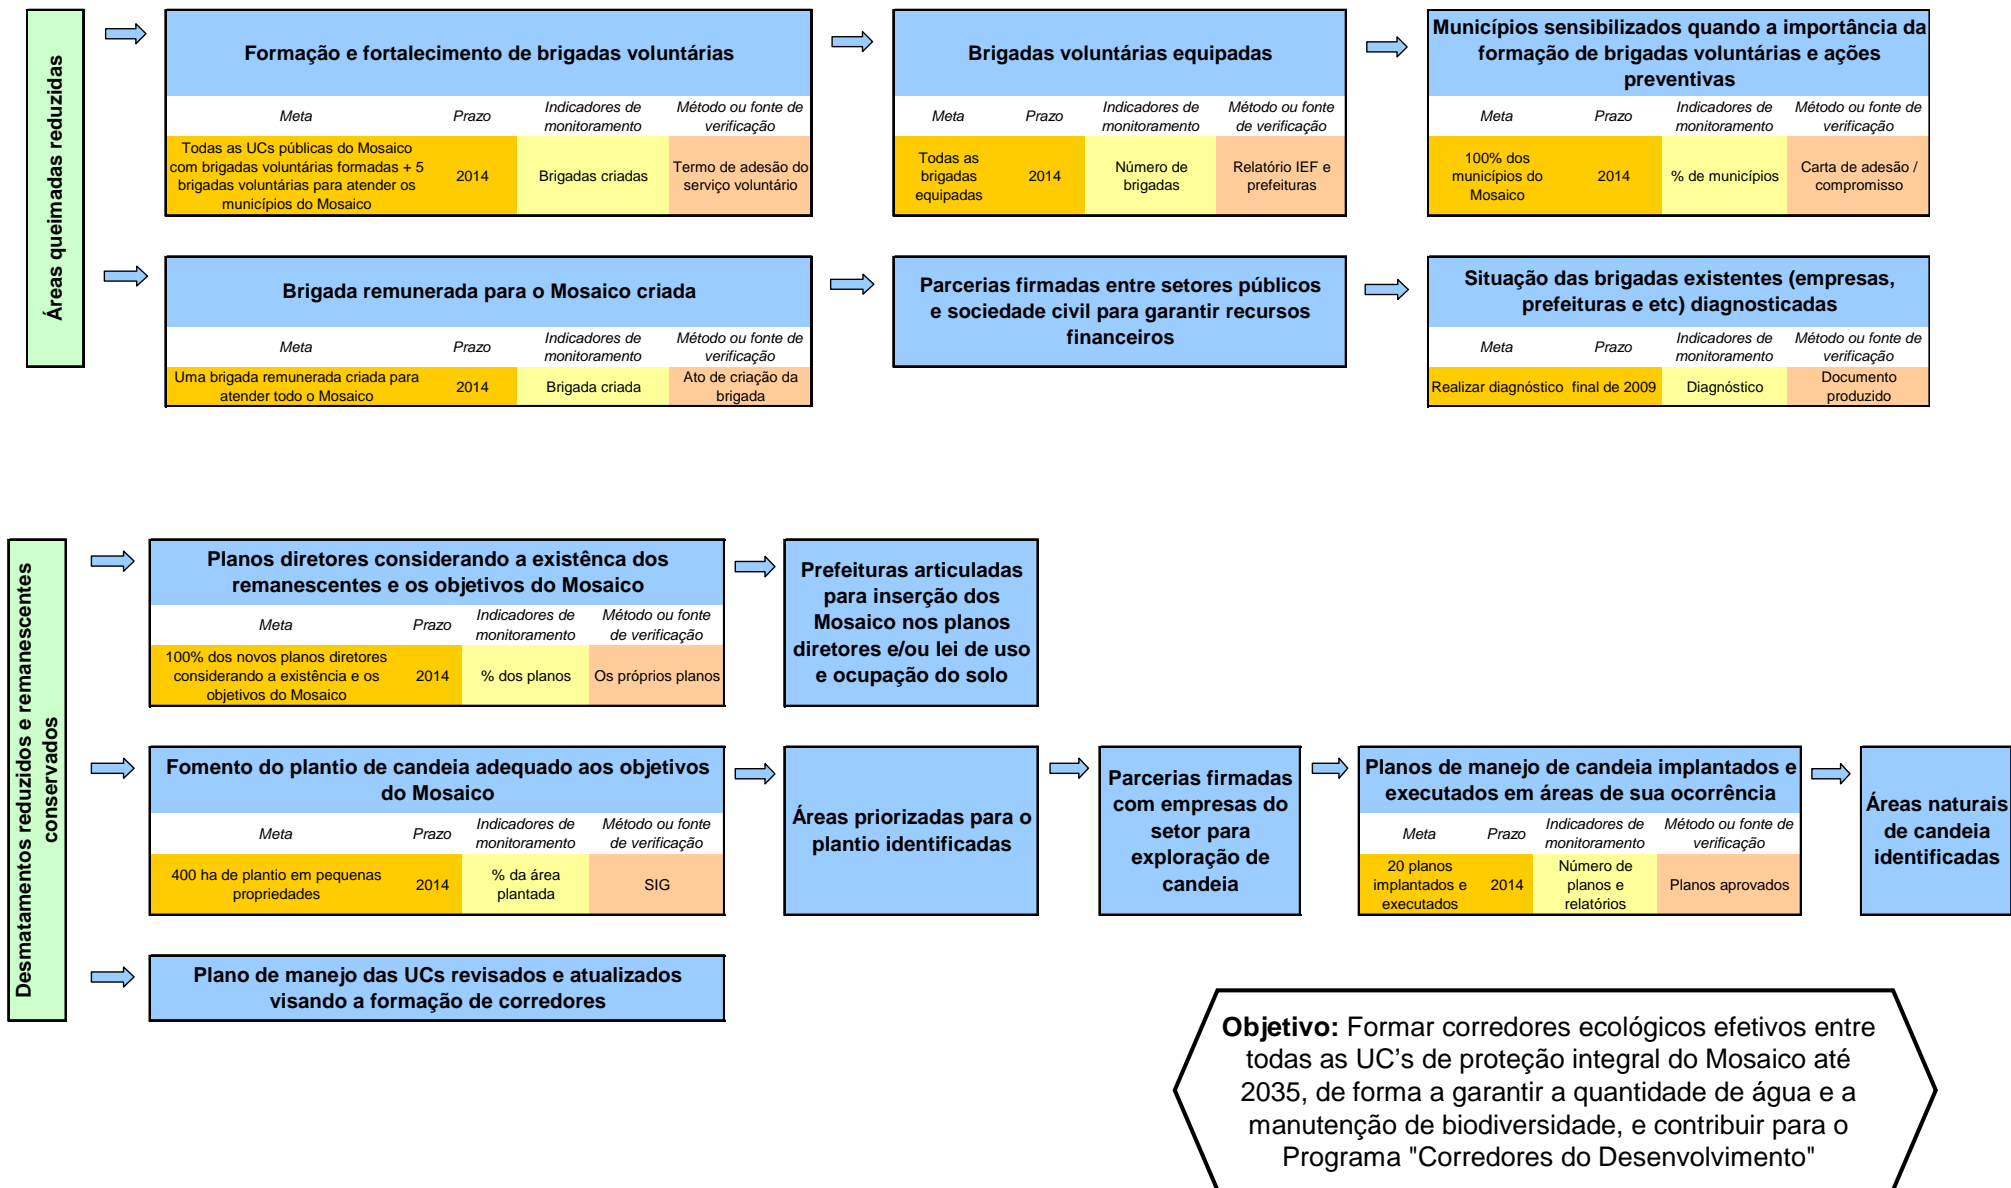 Áreas queimadas reduzidas
Formação e fortalecimento de brigadas voluntárias
Meta
Prazo
Indicadores de
monitoramento
Método ou fonte de
verificação
Todas as UCs públicas do Mosaico
com brigadas voluntárias formadas + 5
brigadas voluntárias para atender os
municípios do Mosaico
2014
Brigadas criadas
Termo de adesão do
serviço voluntário
Brigadas voluntárias equipadas
Meta
Prazo
Indicadores de
monitoramento
Método ou fonte
de verificação
Todas as
brigadas
equipadas
2014
Número de
brigadas
Relatório IEF e
prefeituras
Municípios sensibilizados quando a importância da
formação de brigadas voluntárias e ações
preventivas
Meta
Prazo
Indicadores de
monitoramento
Método ou fonte de
verificação
100% dos
municípios do
Mosaico
2014
% de municípios
Carta de adesão /
compromisso
Brigada remunerada para o Mosaico criada
Meta
Prazo
Indicadores de
monitoramento
Método ou fonte de
verificação
Uma brigada remunerada criada para
atender todo o Mosaico
2014
Brigada criada
Ato de criação da
brigada
Parcerias firmadas entre setores públicos
e sociedade civil para garantir recursos
financeiros
Situação das brigadas existentes (empresas,
prefeituras e etc) diagnosticadas
Meta
Prazo
Indicadores de
monitoramento
Método ou fonte de
verificação
Realizar diagnóstico
final de 2009
Diagnóstico
Documento
produzido
Desmatamentos reduzidos e remanescentes
conservados
Planos diretores considerando a existênca dos
remanescentes e os objetivos do Mosaico
Meta
Prazo
Indicadores de
monitoramento
Método ou fonte
de verificação
100% dos novos planos diretores
considerando a existência e os
objetivos do Mosaico
2014
% dos planos
Os próprios planos
Prefeituras articuladas
para inserção dos
Mosaico nos planos
diretores e/ou lei de uso
e ocupação do solo
Fomento do plantio de candeia adequado aos objetivos
do Mosaico
Meta
Prazo
Indicadores de
monitoramento
Método ou fonte
de verificação
400 ha de plantio em pequenas
propriedades
2014
% da área
plantada
SIG
Áreas priorizadas para o
plantio identificadas
Parcerias firmadas
com empresas do
setor para
exploração de
candeia
Planos de manejo de candeia implantados e
executados em áreas de sua ocorrência
Meta
Prazo
Indicadores de
monitoramento
Método ou fonte de
verificação
20 planos
implantados e
executados
2014
Número de
planos e
relatórios
Planos aprovados
Áreas naturais
de candeia
identificadas
Plano de manejo das UCs revisados e atualizados
visando a formação de corredores
Objetivo: Formar corredores ecológicos efetivos entre
todas as UC’s de proteção integral do Mosaico até
2035, de forma a garantir a quantidade de água e a
manutenção de biodiversidade, e contribuir para o
Programa "Corredores do Desenvolvimento"